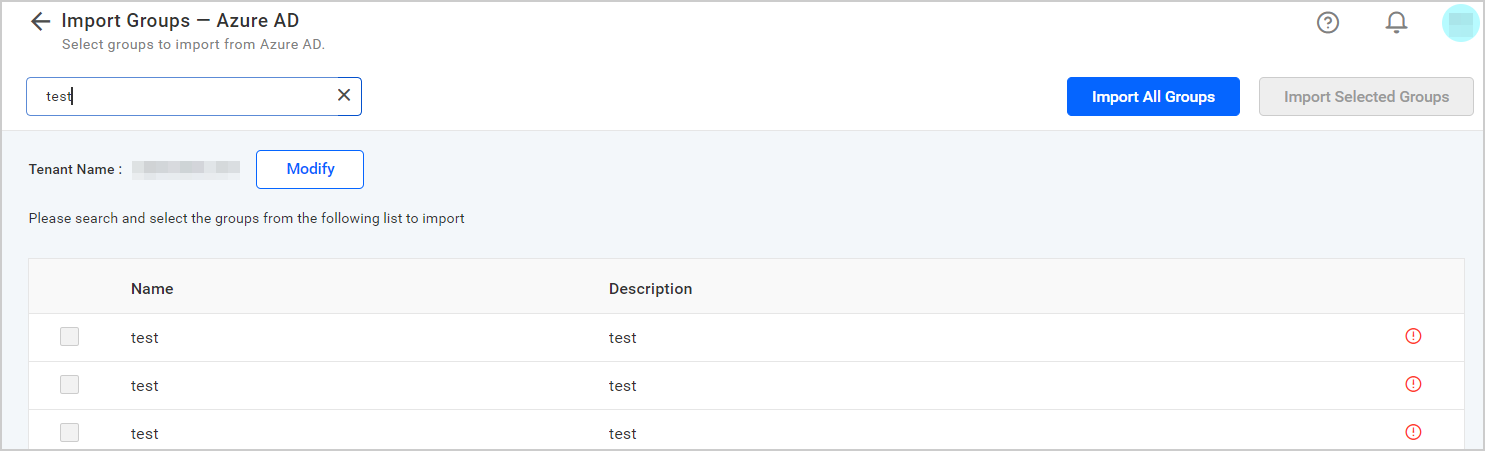 Import Groups — Azure AD
Select groups to import from Azure AD.
test
Import All Groups
Import Selected Groups
Tenant Name :
Modify
Please search and select the groups from the following list to import
Name Description
test test
test test
test test